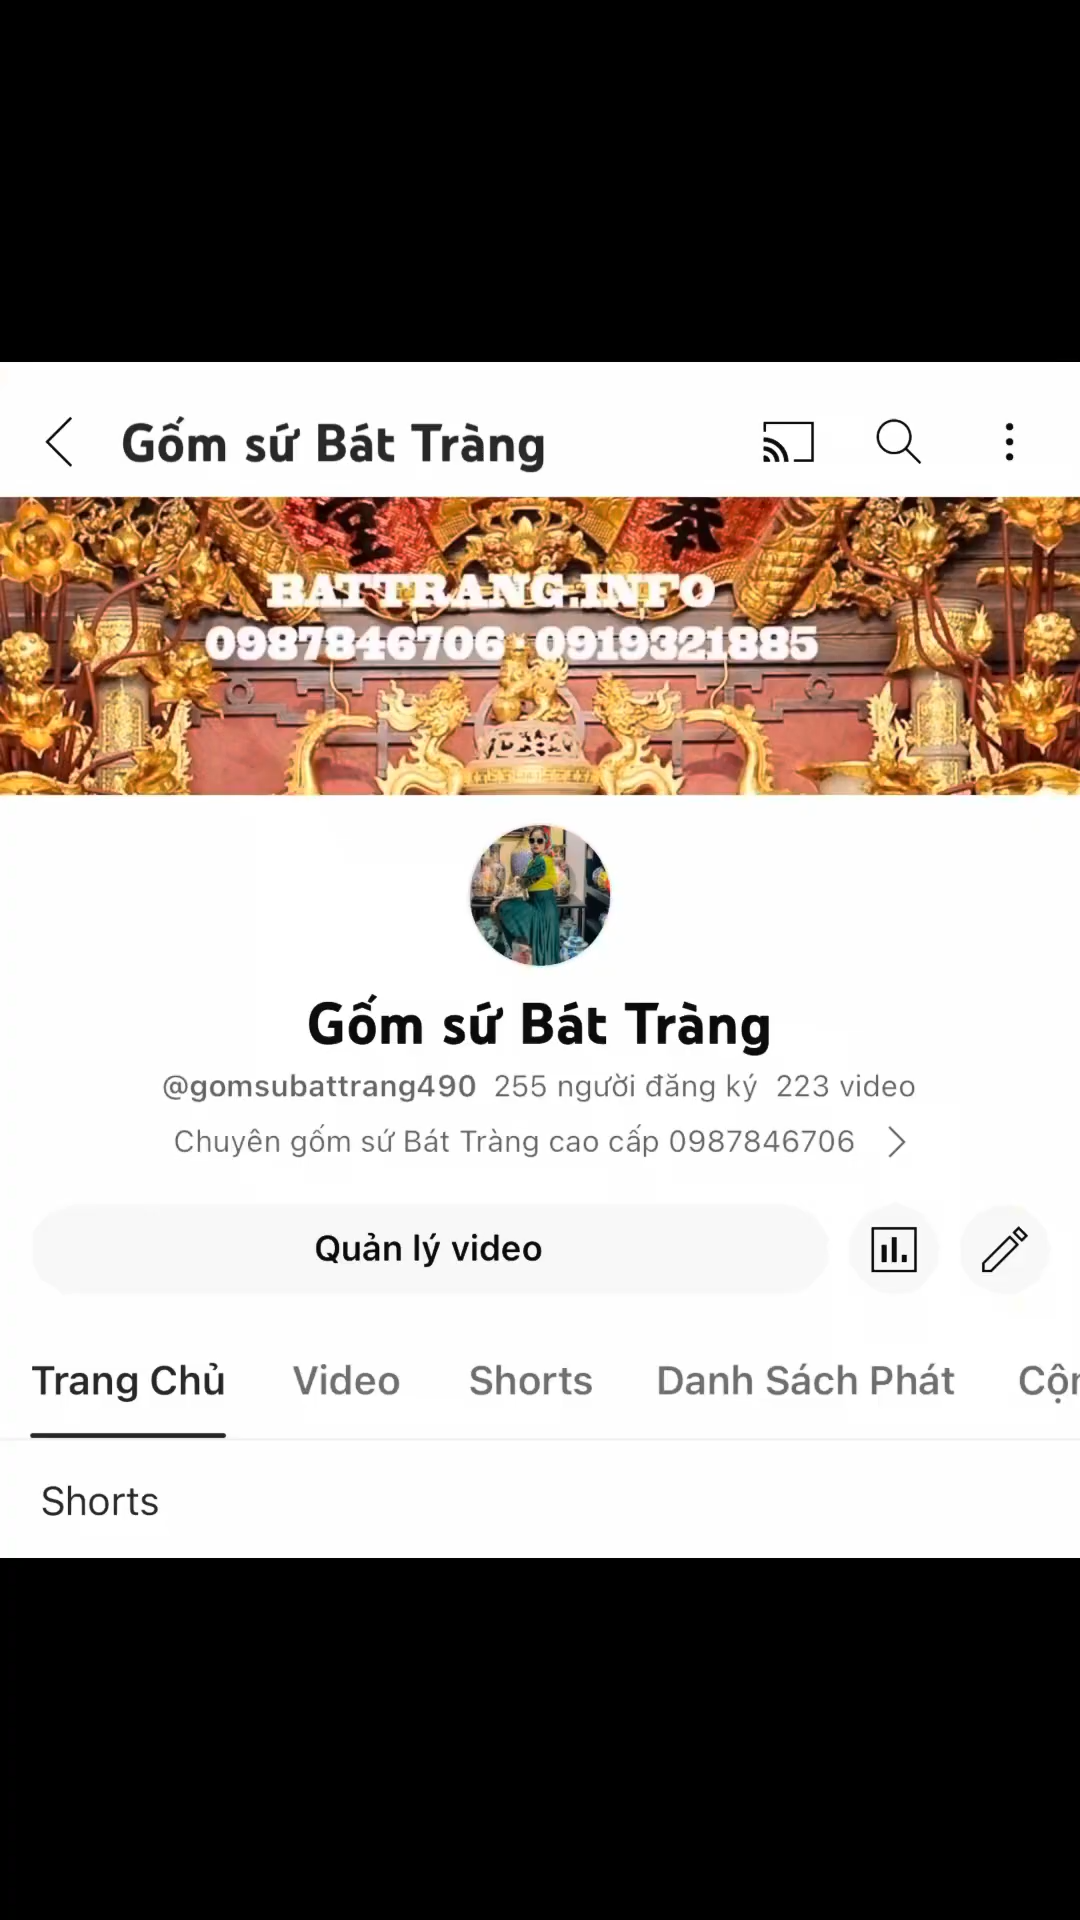 Gốm sứ Bát Tràng
BATTRANG.INFO
0987846706 - 0919321885
Gốm sứ Bát Tràng
@gomsubattrang490 255 người đăng ký 223 video
Chuyên gốm sứ Bát Tràng cao cấp 0987846706
Quản lý video
Trang Chủ Video Shorts Danh Sách Phát
Shorts